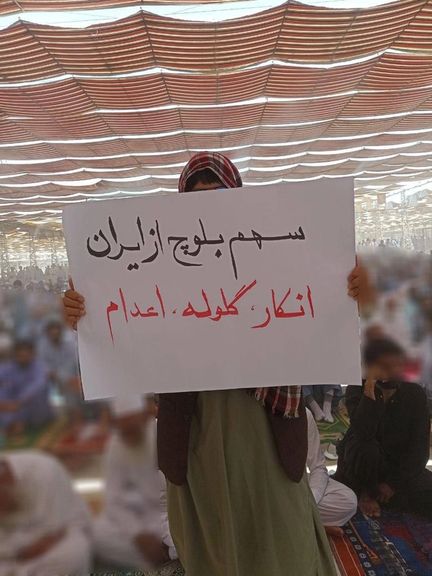 سهم بلوچ از ایران
انکار، گلوله، اعدام